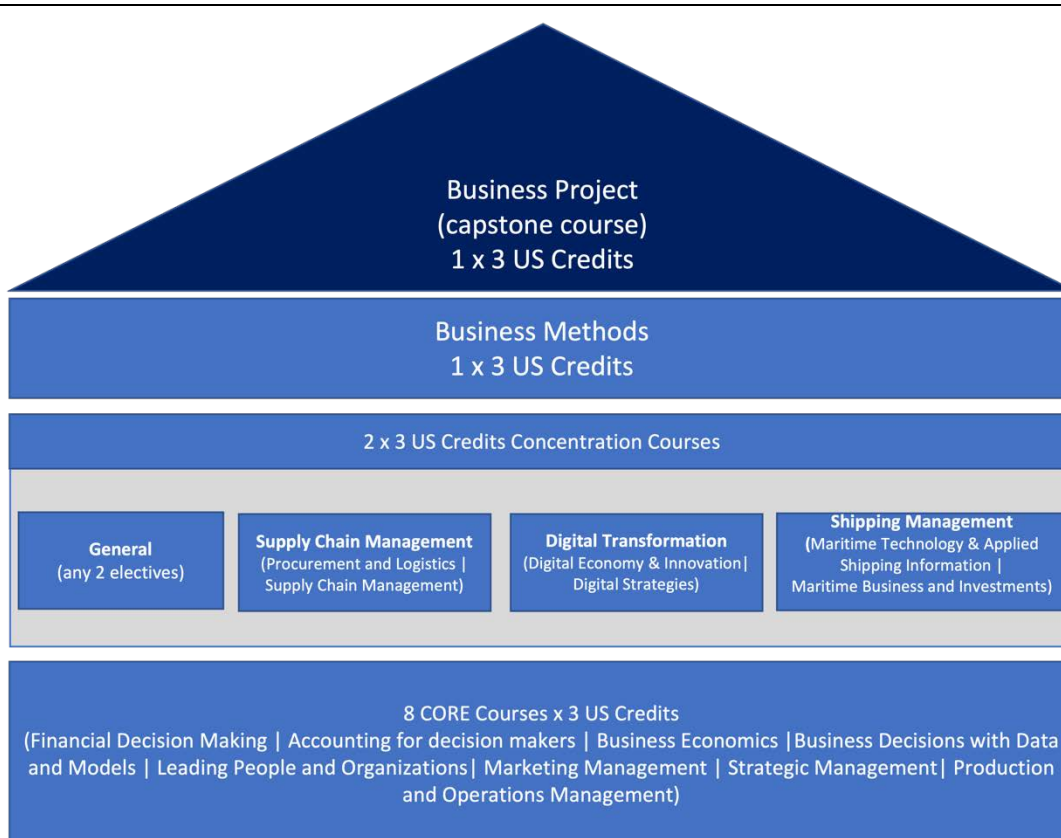 Business Project
(capstone course)
1 x 3 US Credits
Business Methods
1 x 3 US Credits
2 x 3 US Credits Concentration Courses
General
(any 2 electives)
Supply Chain Management
(Procurement and Logistics |
Supply Chain Management)
Digital Transformation
(Digital Economy & Innovation|
Digital Strategies)
Shipping Management
(Maritime Technology & Applied
Shipping Information |
Maritime Business and Investments)
8 CORE Courses x 3 US Credits
(Financial Decision Making | Accounting for decision makers | Business Economics |Business Decisions with Data
and Models | Leading People and Organizations| Marketing Management | Strategic Management| Production
and Operations Management)